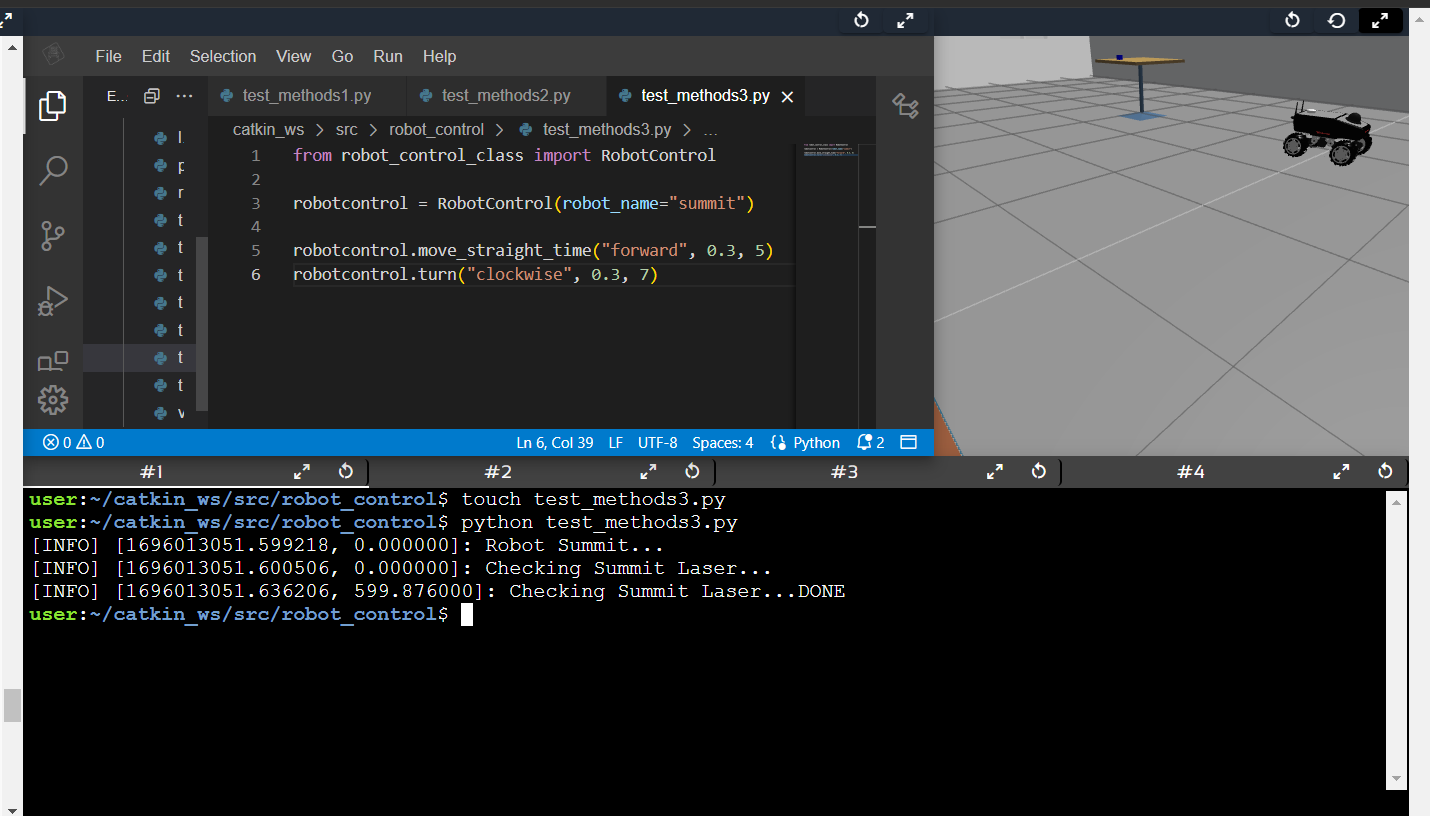 File Edit Selection View Go Run Help
E... ...
test_methods1.py test_methods2.py test_methods3.py
catkin_ws > src > robot_control > test_methods3.py > ...
l
p
r
t
t
t
t
t
t
t
v
1 from robot_control_class import RobotControl
2
3 robotcontrol = RobotControl(robot_name="summit")
4
5 robotcontrol.move_straight_time("forward", 0.3, 5)
6 robotcontrol.turn("clockwise", 0.3, 7)
0 0 Ln 6, Col 39 LF UTF-8 Spaces: 4 Python 2
#1 #2 #3 #4
user:~/catkin_ws/src/robot_control$ touch test_methods3.py
user:~/catkin_ws/src/robot_control$ python test_methods3.py
[INFO] [1696013051.599218, 0.000000]: Robot Summit...
[INFO] [1696013051.600506, 0.000000]: Checking Summit Laser...
[INFO] [1696013051.636206, 599.876000]: Checking Summit Laser...DONE
user:~/catkin_ws/src/robot_control$